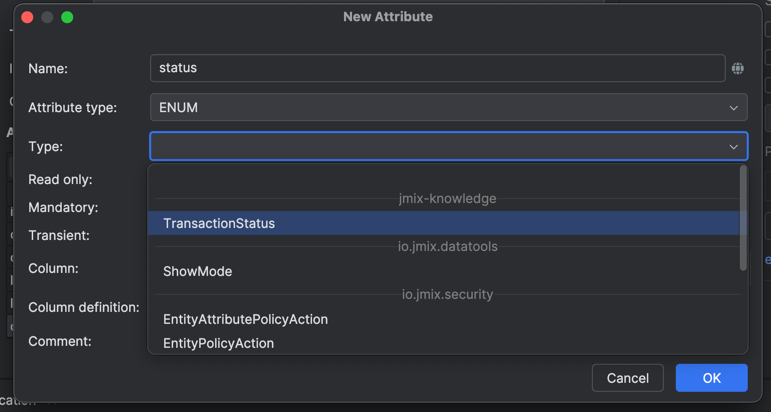 New Attribute
Name:
status
Attribute type:
ENUM
Type:
Read only:
jmix-knowledge
Mandatory:
TransactionStatus
Transient:
io.jmix.datatools
Column:
ShowMode
io.jmix.security
Column definition:
EntityAttributePolicyAction
Comment:
EntityPolicyAction
Cancel
OK